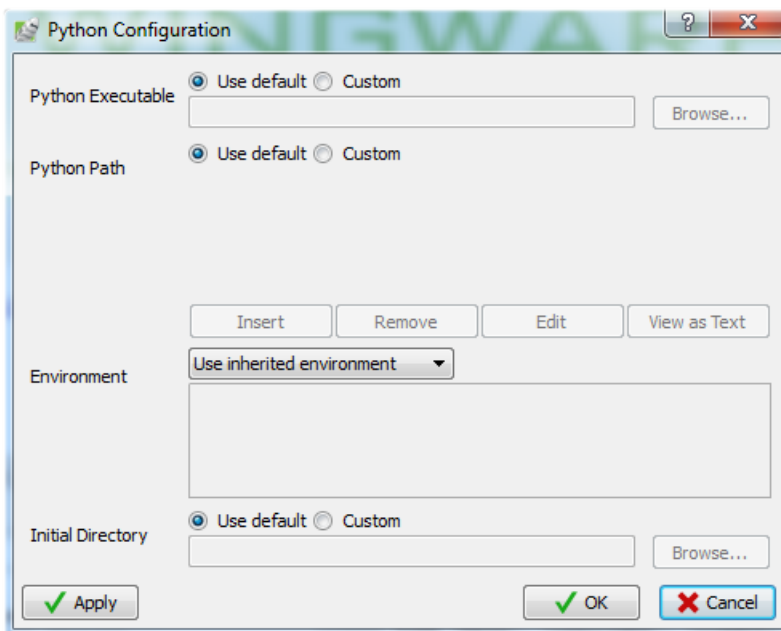 Python Configuration
?
X
Python Executable
Use default Custom
Browse...
Python Path
Use default Custom
Insert Remove Edit View as Text
Environment
Use inherited environment
Initial Directory
Use default Custom
Browse...
Apply OK Cancel